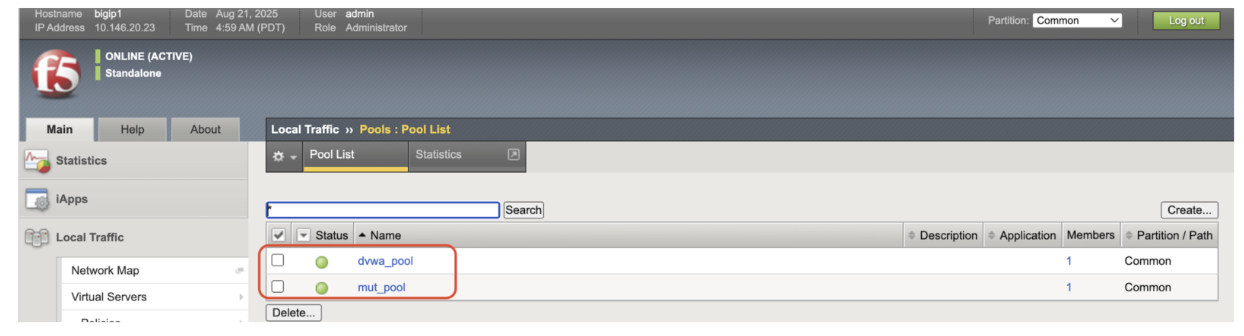 Hostname bigip1 Date Aug 21, 2025 User admin
IP Address 10.146.20.23 Time 4:59 AM (PDT) Role Administrator
Partition: Common Log out
f5
ONLINE (ACTIVE)
Standalone
Main Help About
Local Traffic ›› Pools : Pool List
Pool List Statistics
Statistics
iApps
Local Traffic
Network Map
Virtual Servers
Policies
* Search
Create...
Status Name Description Application Members Partition / Path
dvwa_pool 1 Common
mut_pool 1 Common
Delete...